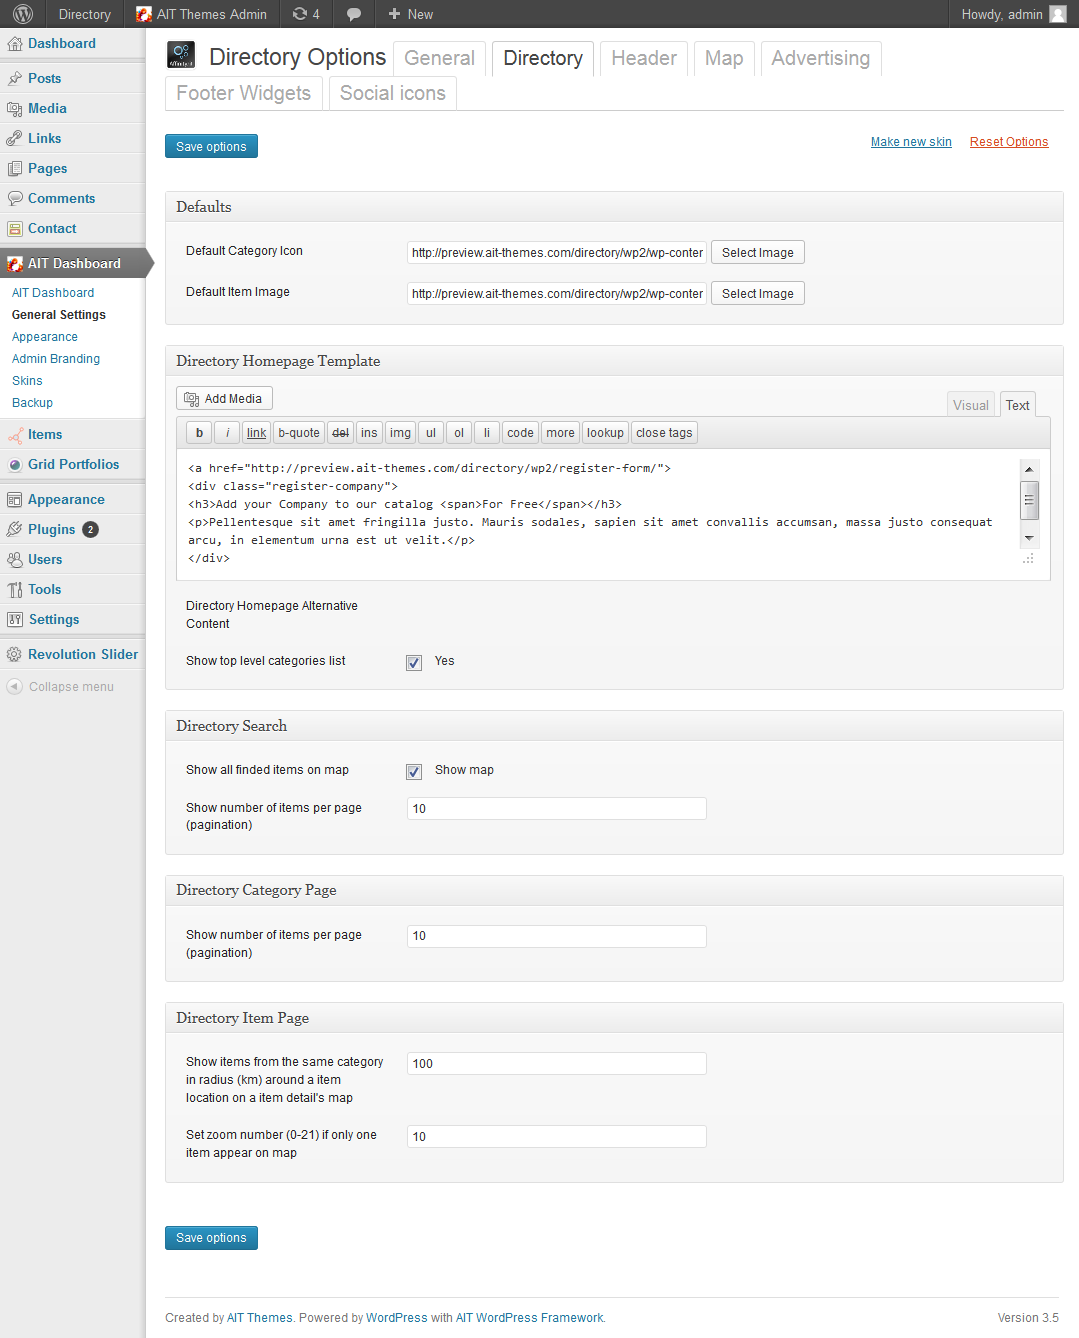 Directory
AIT Themes Admin
4
New
Howdy, admin
Dashboard
Posts
Media
Links
Pages
Comments
Contact
AIT Dashboard
AIT Dashboard
General Settings
Appearance
Admin Branding
Skins
Backup
Items
Grid Portfolios
Appearance
Plugins 2
Users
Tools
Settings
Revolution Slider
Collapse menu
Directory Options
General
Directory
Header
Map
Advertising
Footer Widgets
Social icons
Save options
Make new skin
Reset Options
Defaults
Default Category Icon
http://preview.ait-themes.com/directory/wp2/wp-conter
Select Image
Default Item Image
http://preview.ait-themes.com/directory/wp2/wp-conter
Select Image
Directory Homepage Template
Add Media
Visual
Text
b
i
link
b-quote
del
ins
img
ul
ol
li
code
more
lookup
close tags
<a href="http://preview.ait-themes.com/directory/wp2/register-form/">
<div class="register-company">
<h3>Add your Company to our catalog <span>For Free</span></h3>
<p>Pellentesque sit amet fringilla justo. Mauris sodales, sapien sit amet convallis accumsan, massa justo consequat
arcu, in elementum urna est ut velit.</p>
</div>
Directory Homepage Alternative
Content
Show top level categories list
Yes
Directory Search
Show all finded items on map
Show map
Show number of items per page
(pagination)
10
Directory Category Page
Show number of items per page
(pagination)
10
Directory Item Page
Show items from the same category
in radius (km) around a item
location on a item detail's map
100
Set zoom number (0-21) if only one
item appear on map
10
Save options
Created by AIT Themes. Powered by WordPress with AIT WordPress Framework.
Version 3.5